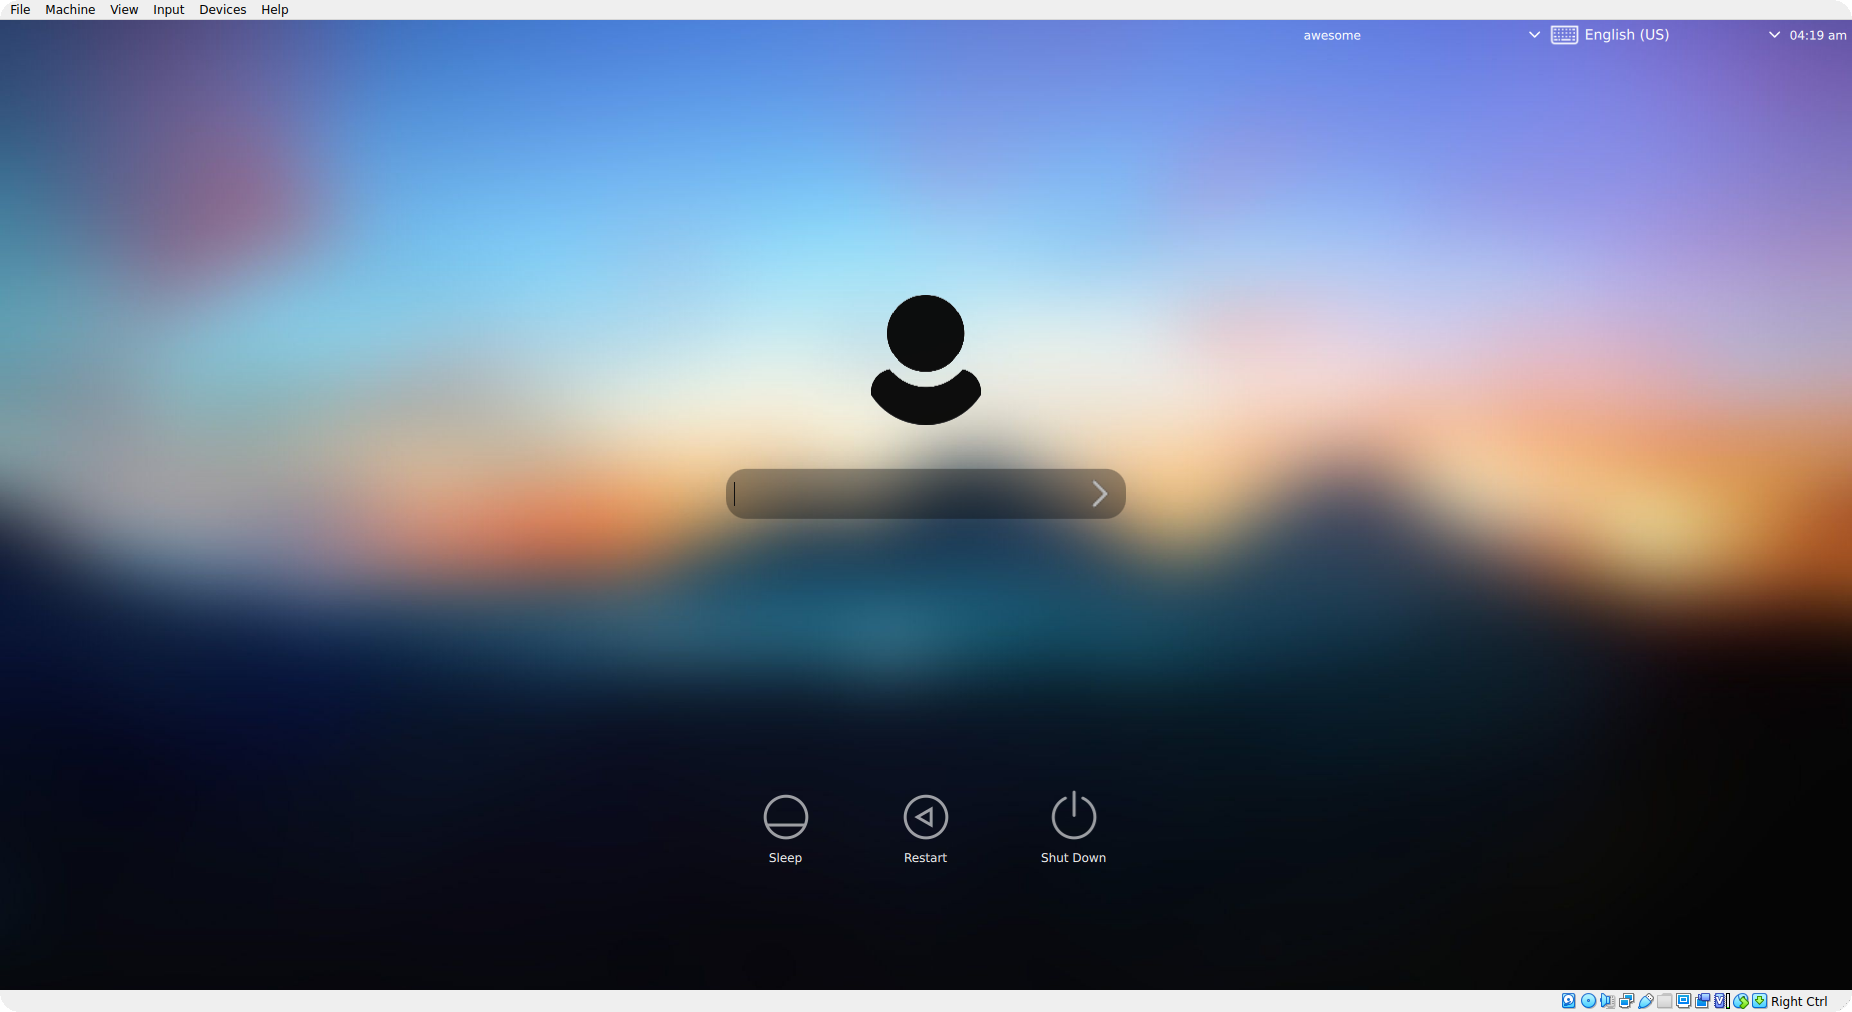 File Machine View Input Devices Help
awesome English (US) 04:19 am
Sleep Restart Shut Down
Right Ctrl